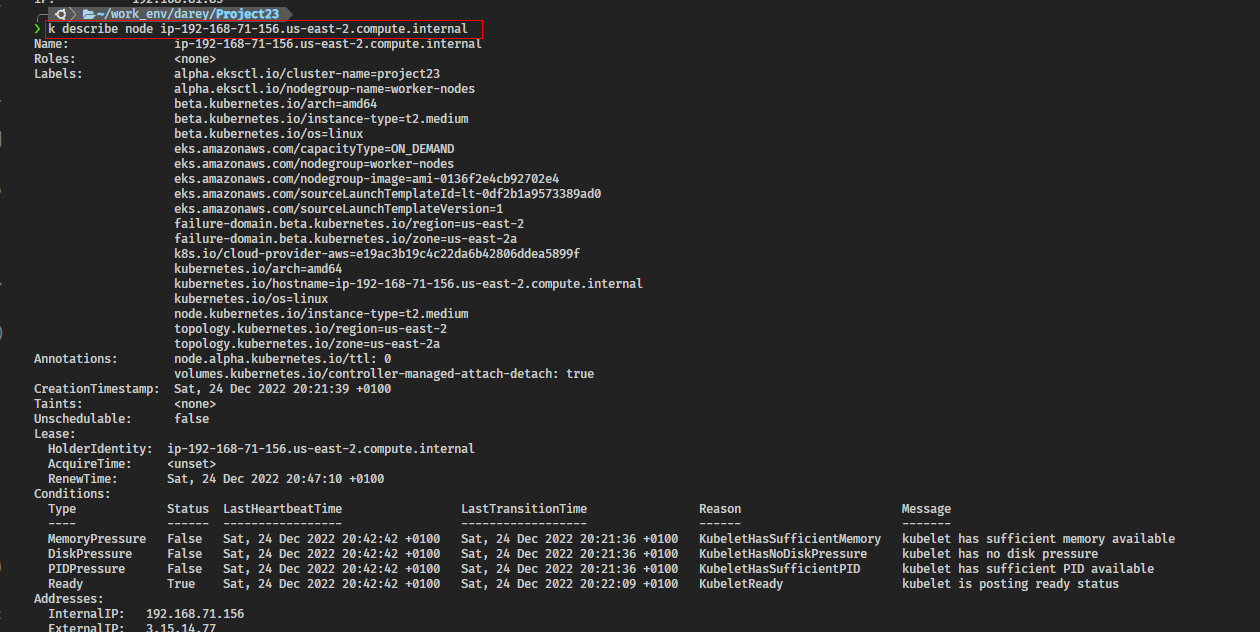 IP: 192.168.81.65
~/work_env/darey/Project23
❯ k describe node ip-192-168-71-156.us-east-2.compute.internal
Name: ip-192-168-71-156.us-east-2.compute.internal
Roles: <none>
Labels: alpha.eksctl.io/cluster-name=project23
alpha.eksctl.io/nodegroup-name=worker-nodes
beta.kubernetes.io/arch=amd64
beta.kubernetes.io/instance-type=t2.medium
beta.kubernetes.io/os=linux
eks.amazonaws.com/capacityType=ON_DEMAND
eks.amazonaws.com/nodegroup=worker-nodes
eks.amazonaws.com/nodegroup-image=ami-0136f2e4cb92702e4
eks.amazonaws.com/sourceLaunchTemplateId=lt-0df2b1a9573389ad0
eks.amazonaws.com/sourceLaunchTemplateVersion=1
failure-domain.beta.kubernetes.io/region=us-east-2
failure-domain.beta.kubernetes.io/zone=us-east-2a
k8s.io/cloud-provider-aws=e19ac3b19c4c22da6b42806ddea5899f
kubernetes.io/arch=amd64
kubernetes.io/hostname=ip-192-168-71-156.us-east-2.compute.internal
kubernetes.io/os=linux
node.kubernetes.io/instance-type=t2.medium
topology.kubernetes.io/region=us-east-2
topology.kubernetes.io/zone=us-east-2a
Annotations: node.alpha.kubernetes.io/ttl: 0
volumes.kubernetes.io/controller-managed-attach-detach: true
CreationTimestamp: Sat, 24 Dec 2022 20:21:39 +0100
Taints: <none>
Unschedulable: false
Lease:
HolderIdentity: ip-192-168-71-156.us-east-2.compute.internal
AcquireTime: <unset>
RenewTime: Sat, 24 Dec 2022 20:47:10 +0100
Conditions:
Type Status LastHeartbeatTime LastTransitionTime Reason Message
---- ------ ----------------- ------------------ ------ -------
MemoryPressure False Sat, 24 Dec 2022 20:42:42 +0100 Sat, 24 Dec 2022 20:21:36 +0100 KubeletHasSufficientMemory kubelet has sufficient memory available
DiskPressure False Sat, 24 Dec 2022 20:42:42 +0100 Sat, 24 Dec 2022 20:21:36 +0100 KubeletHasNoDiskPressure kubelet has no disk pressure
PIDPressure False Sat, 24 Dec 2022 20:42:42 +0100 Sat, 24 Dec 2022 20:21:36 +0100 KubeletHasSufficientPID kubelet has sufficient PID available
Ready True Sat, 24 Dec 2022 20:42:42 +0100 Sat, 24 Dec 2022 20:22:09 +0100 KubeletReady kubelet is posting ready status
Addresses:
InternalIP: 192.168.71.156
ExternalIP: 3.15.14.77